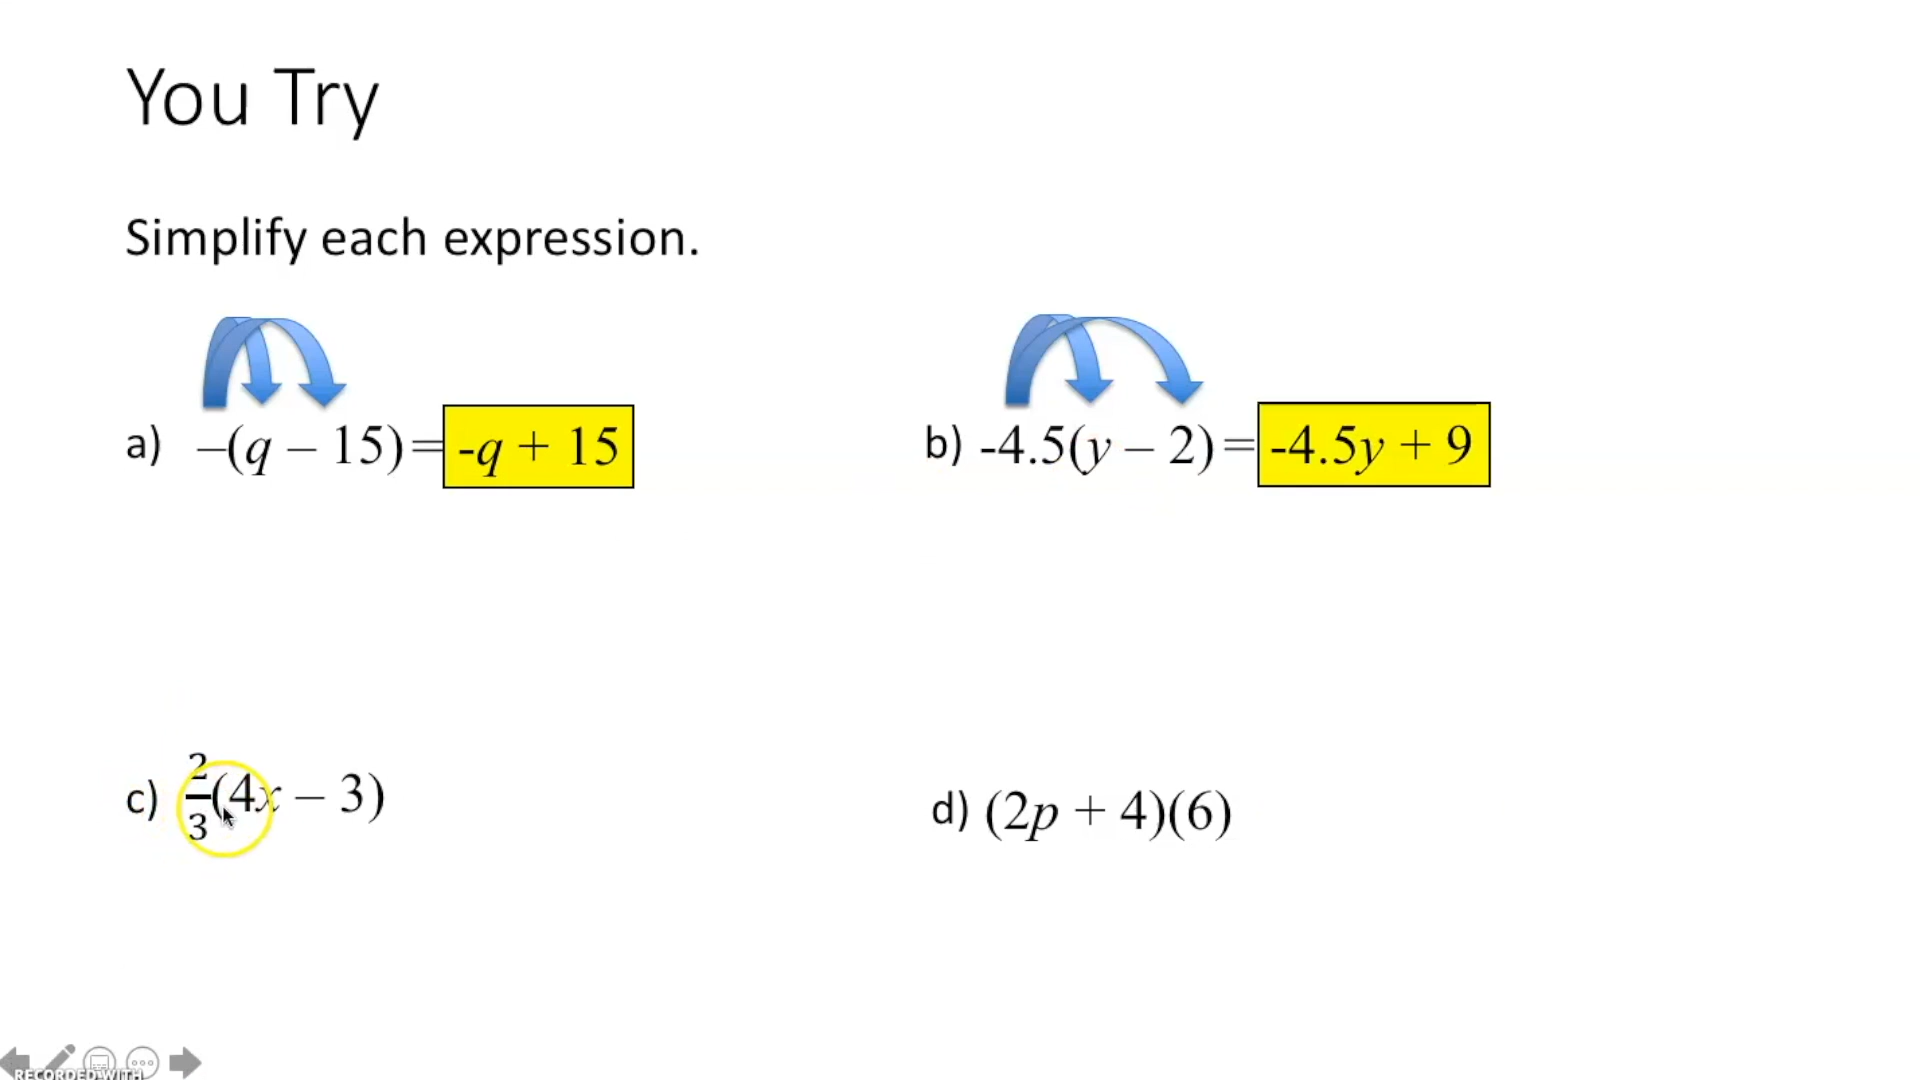 You Try
Simplify each expression.
a) –(q – 15) = -q + 15
b) -4.5(y – 2) = -4.5y + 9
c) 2/3(4x – 3)
d) (2p + 4)(6)
RECORDED WITH